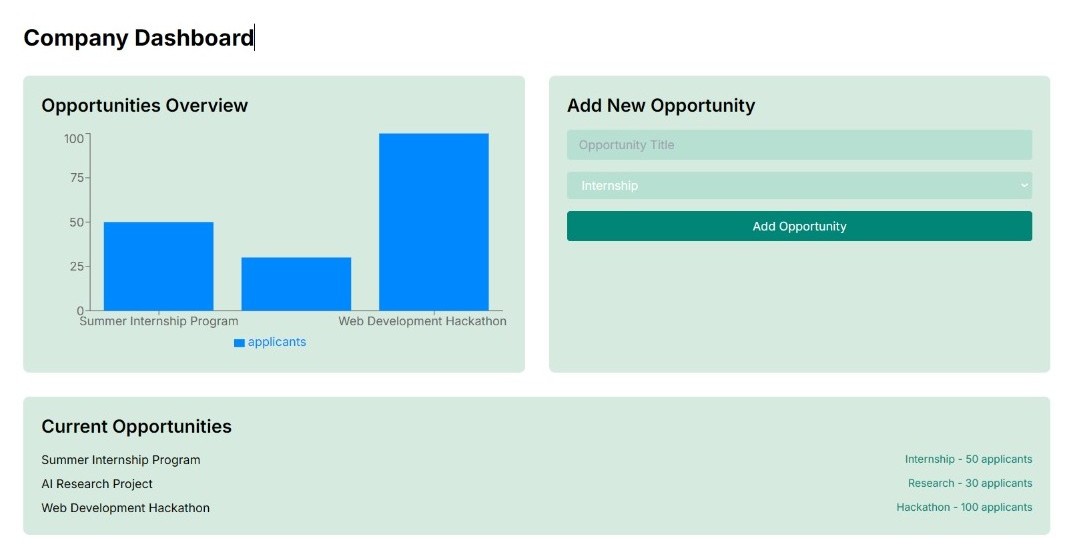 Company Dashboard
Opportunities Overview
100
75
50
25
0
Summer Internship Program
Web Development Hackathon
applicants
Add New Opportunity
Opportunity Title
Internship
Add Opportunity
Current Opportunities
Summer Internship Program
Internship - 50 applicants
AI Research Project
Research - 30 applicants
Web Development Hackathon
Hackathon - 100 applicants